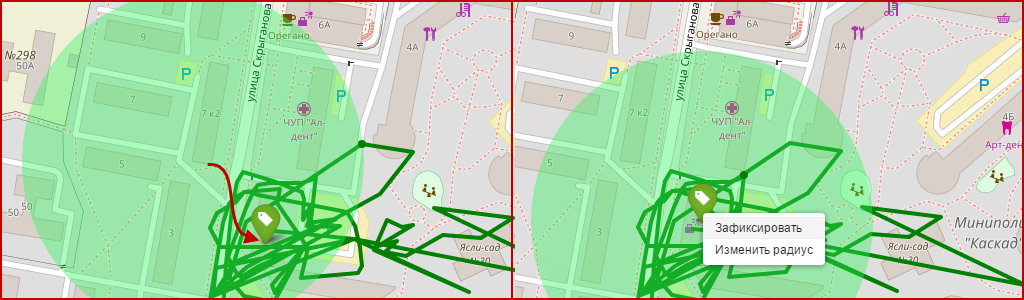 №298
50А
9
Р
7
7 к2
5
3
50
50
улица Скрыганова
Орегано
6А
4А
Р
ЧУП "Ал-
дент"
Ясли-сад
№30
9
Р
7
7 к2
5
3
улица Скрыганова
Орегано
6А
4А
Р
Р
ЧУП "Ал-
дент"
4Б
Арт-ден
Минипол
"Каскад"
Ясли-сад
№30
Зафиксировать
Изменить радиус